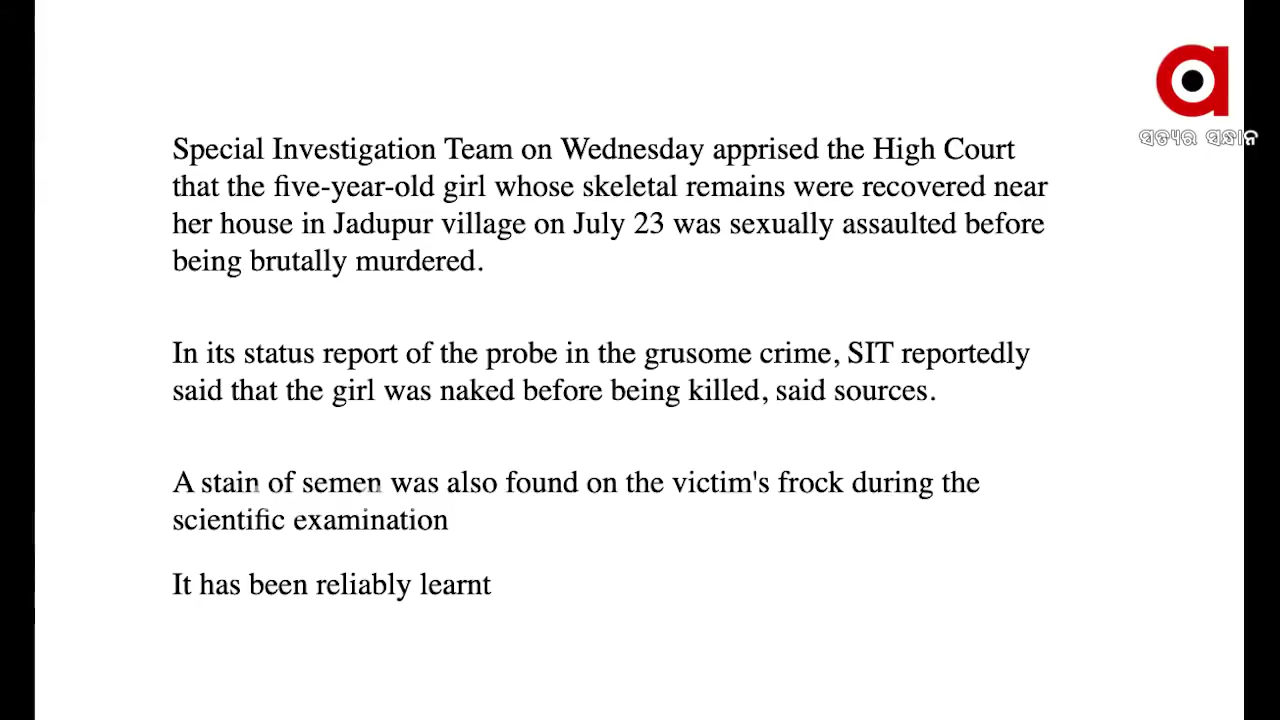 ସତ୍ୟର ସନ୍ଧାନ
Special Investigation Team on Wednesday apprised the High Court
that the five-year-old girl whose skeletal remains were recovered near
her house in Jadupur village on July 23 was sexually assaulted before
being brutally murdered.
In its status report of the probe in the grusome crime, SIT reportedly
said that the girl was naked before being killed, said sources.
A stain of semen was also found on the victim's frock during the
scientific examination
It has been reliably learnt